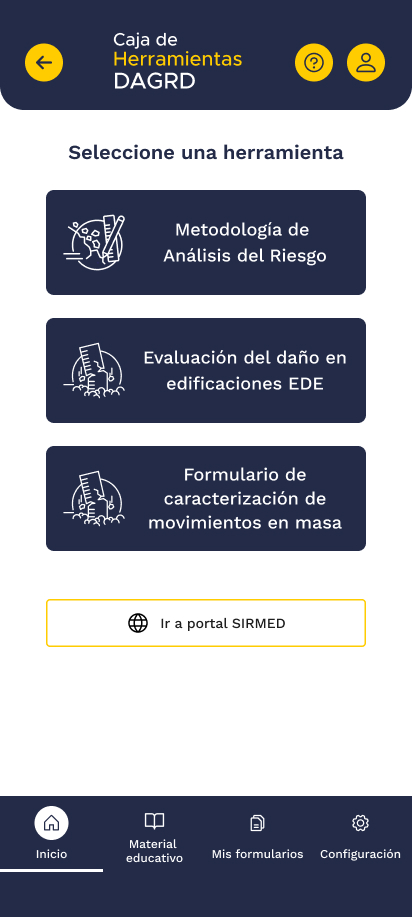 Caja de
Herramientas
DAGRD
Seleccione una herramienta
Metodología de
Análisis del Riesgo
Evaluación del daño en
edificaciones EDE
Formulario de
caracterización de
movimientos en masa
Ir a portal SIRMED
Inicio
Material
educativo
Mis formularios
Configuración